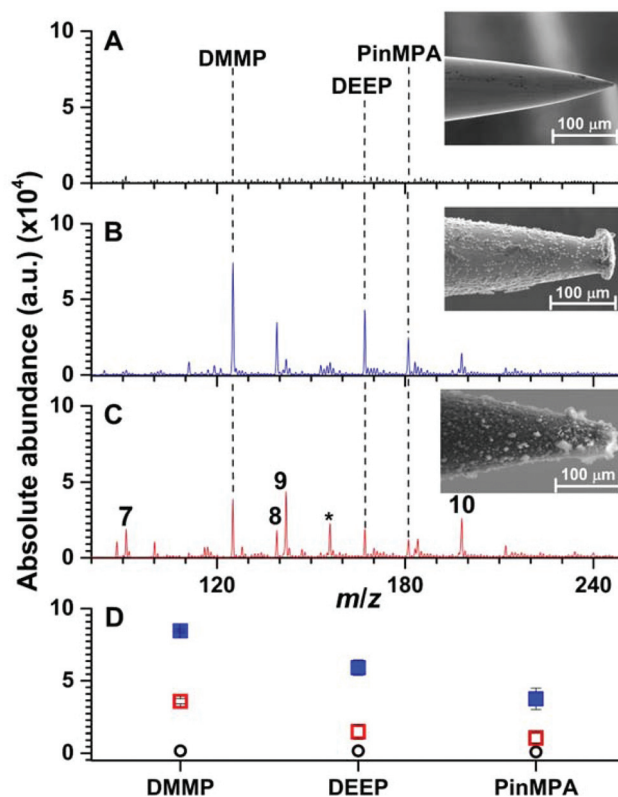 Absolute abundance (a.u.) (x10⁴)
A
10
5
0
DMMP
DEEP
PinMPA
100 µm
B
10
5
0
100 µm
C
10
5
0
7
8
9
*
10
100 µm
120
180
240
m/z
D
10
5
0
DMMP
DEEP
PinMPA